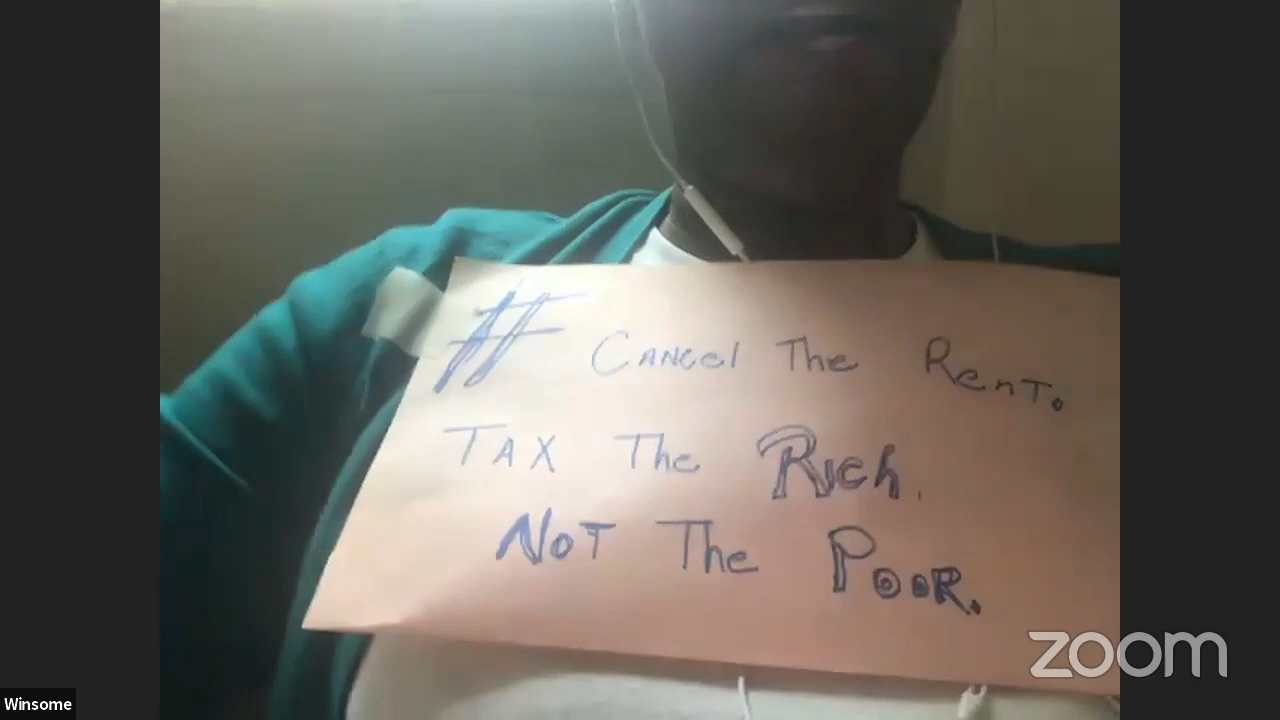 # Cancel The Rent.
Tax The Rich.
Not The Poor.
zoom
Winsome